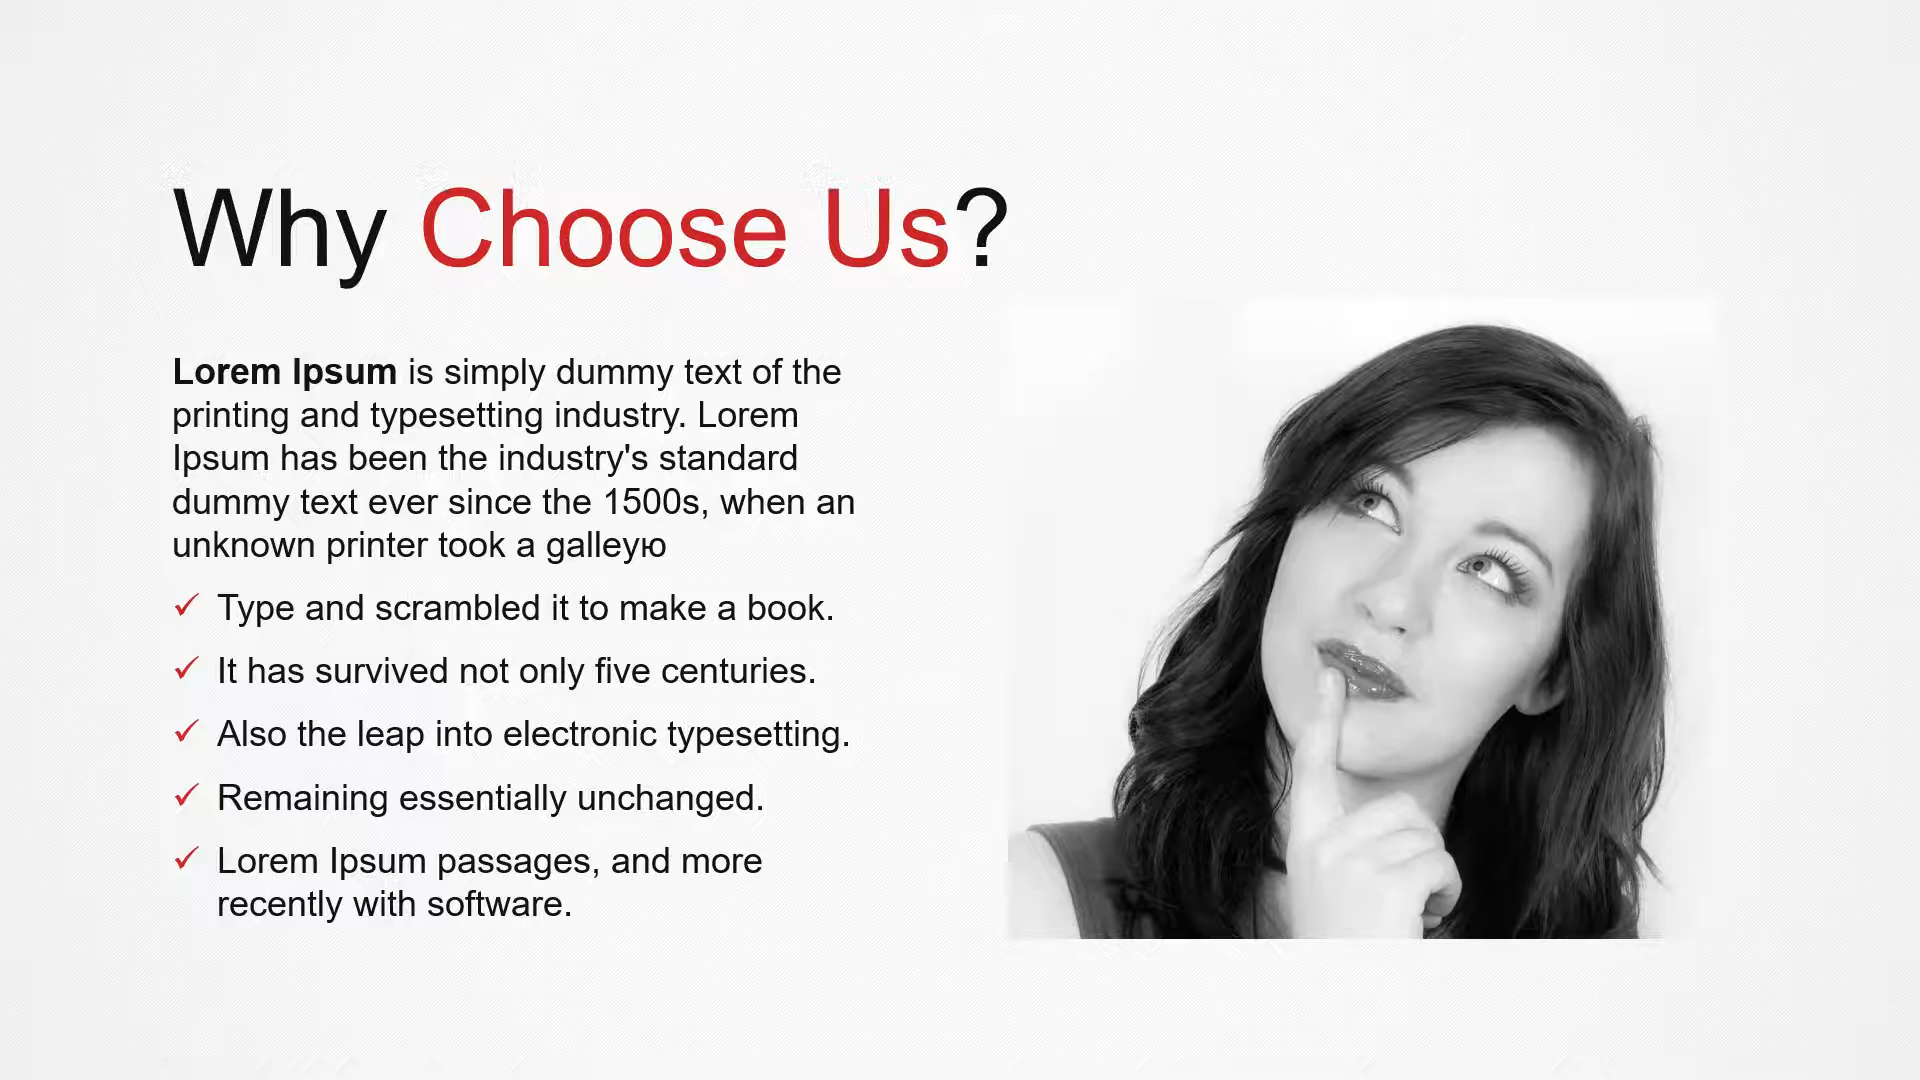 Why Choose Us?
Lorem Ipsum is simply dummy text of the
printing and typesetting industry. Lorem
Ipsum has been the industry's standard
dummy text ever since the 1500s, when an
unknown printer took a galleyю
✓ Type and scrambled it to make a book.
✓ It has survived not only five centuries.
✓ Also the leap into electronic typesetting.
✓ Remaining essentially unchanged.
✓ Lorem Ipsum passages, and more
recently with software.